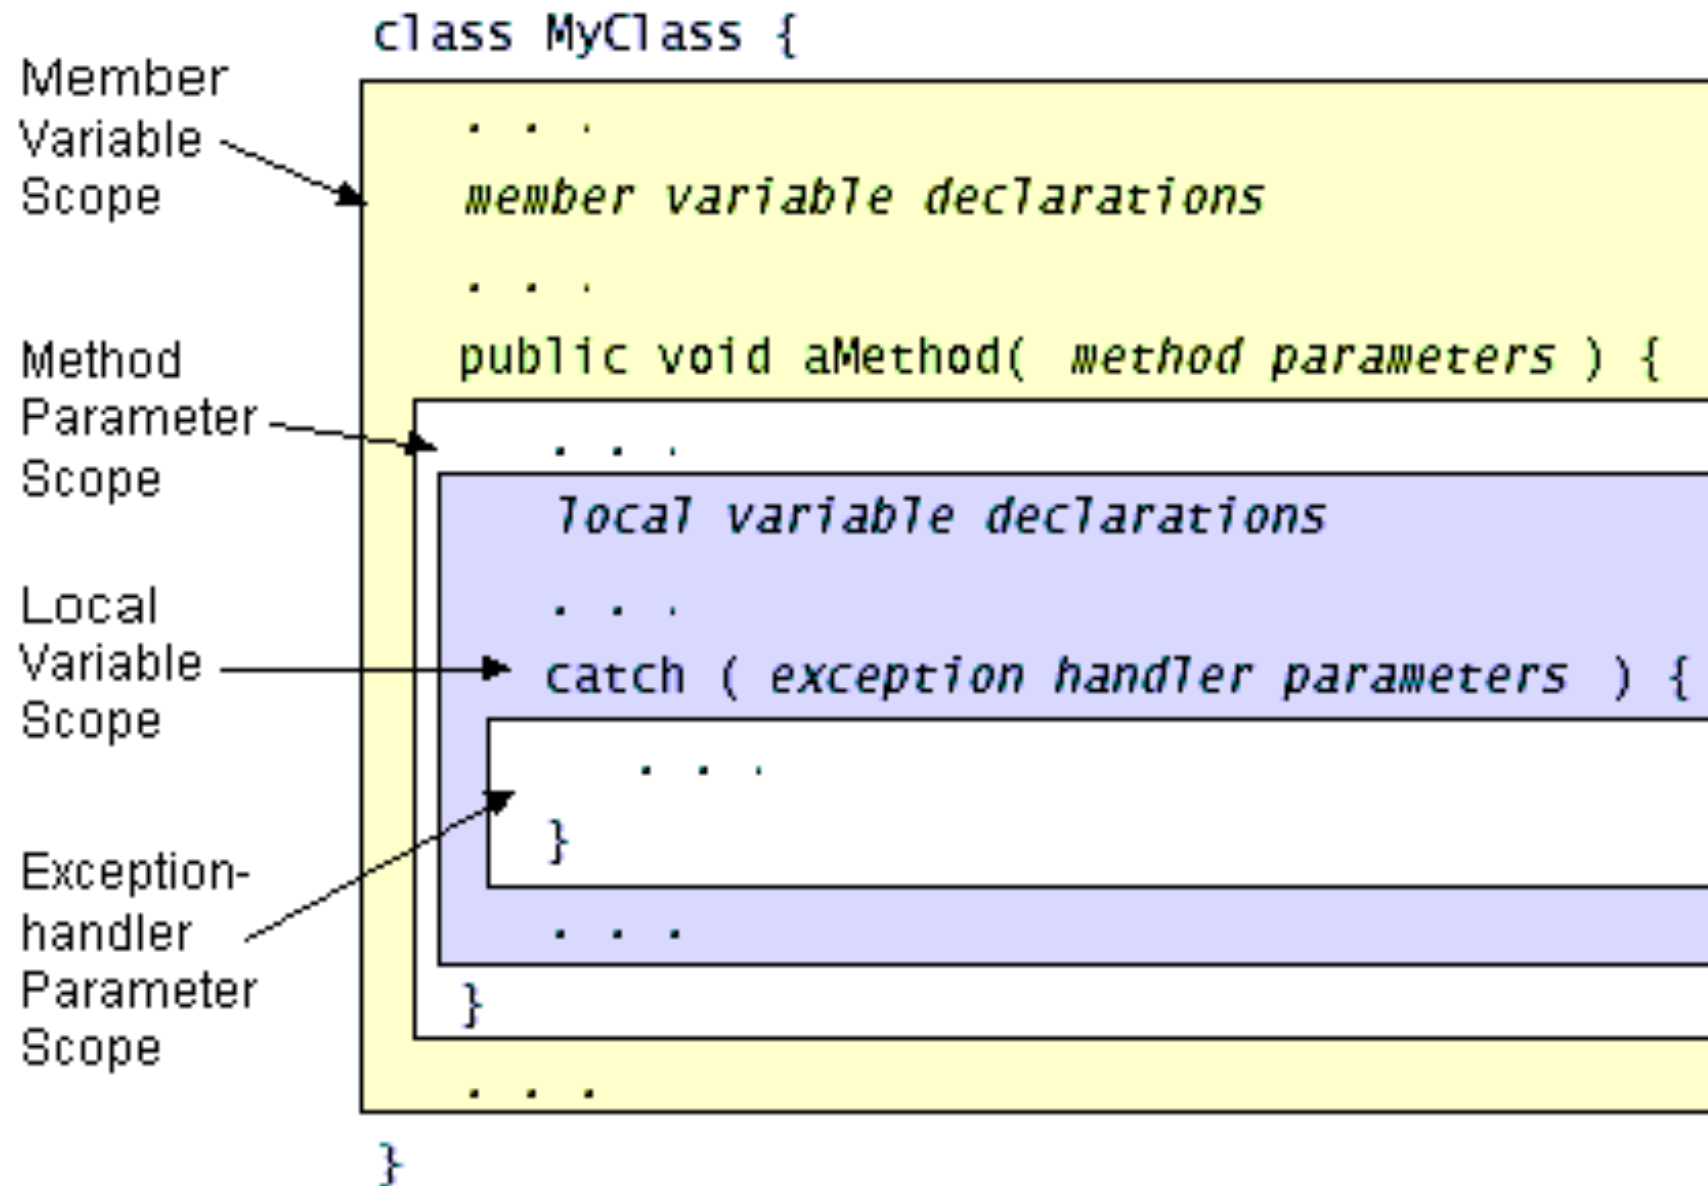 class MyClass {
Member
Variable
Scope
. . .
member variable declarations
. . .
Method
Parameter
Scope
public void aMethod( method parameters ) {
. . .
local variable declarations
. . .
Local
Variable
Scope
catch ( exception handler parameters ) {
. . .
}
Exception-
handler
Parameter
Scope
. . .
}
. . .
}